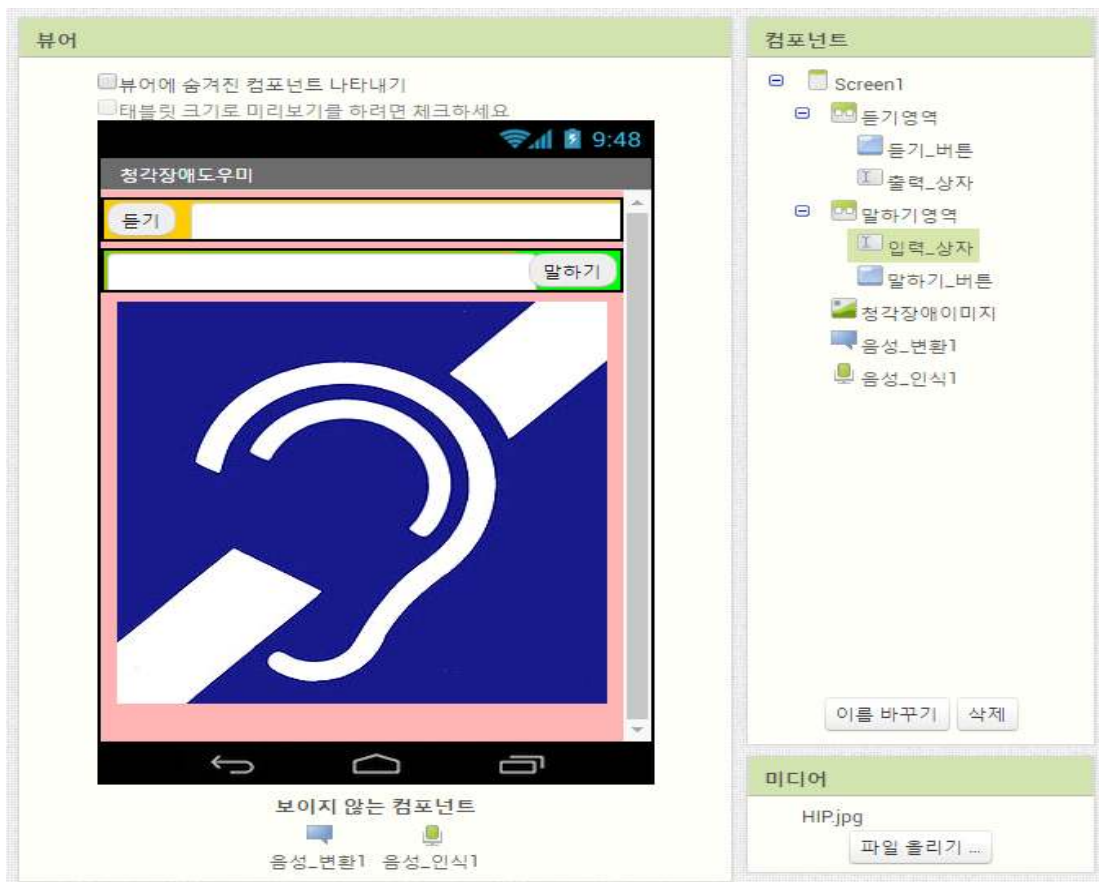 뷰어
뷰어에 숨겨진 컴포넌트 나타내기
태블릿 크기로 미리보기를 하려면 체크하세요
9:48
청각장애도우미
듣기
말하기
보이지 않는 컴포넌트
음성_변환1 음성_인식1
컴포넌트
Screen1
듣기영역
듣기_버튼
출력_상자
말하기영역
입력_상자
말하기_버튼
청각장애이미지
음성_변환1
음성_인식1
이름 바꾸기 삭제
미디어
HIP.jpg
파일 올리기 ...